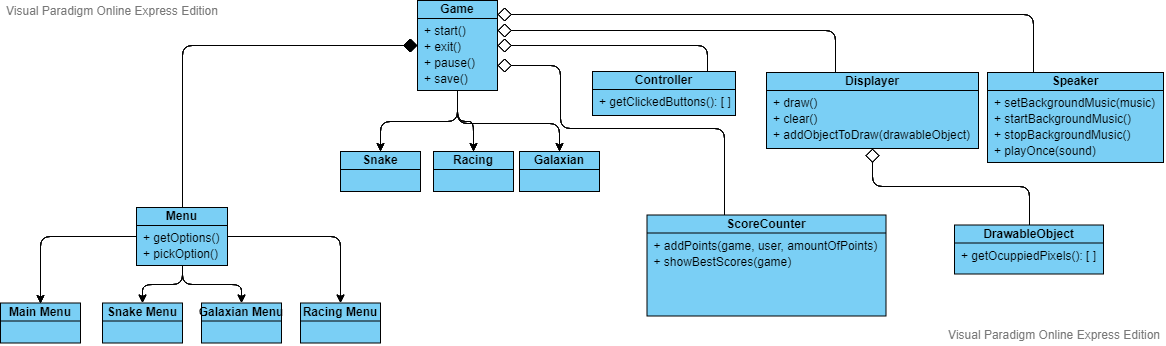 Visual Paradigm Online Express Edition
Game
+ start()
+ exit()
+ pause()
+ save()
Controller
+ getClickedButtons(): [ ]
Displayer
+ draw()
+ clear()
+ addObjectToDraw(drawableObject)
Speaker
+ setBackgroundMusic(music)
+ startBackgroundMusic()
+ stopBackgroundMusic()
+ playOnce(sound)
Snake
Racing
Galaxian
Menu
+ getOptions()
+ pickOption()
ScoreCounter
+ addPoints(game, user, amountOfPoints)
+ showBestScores(game)
DrawableObject
+ getOcuppiedPixels(): [ ]
Main Menu
Snake Menu
Galaxian Menu
Racing Menu
Visual Paradigm Online Express Edition